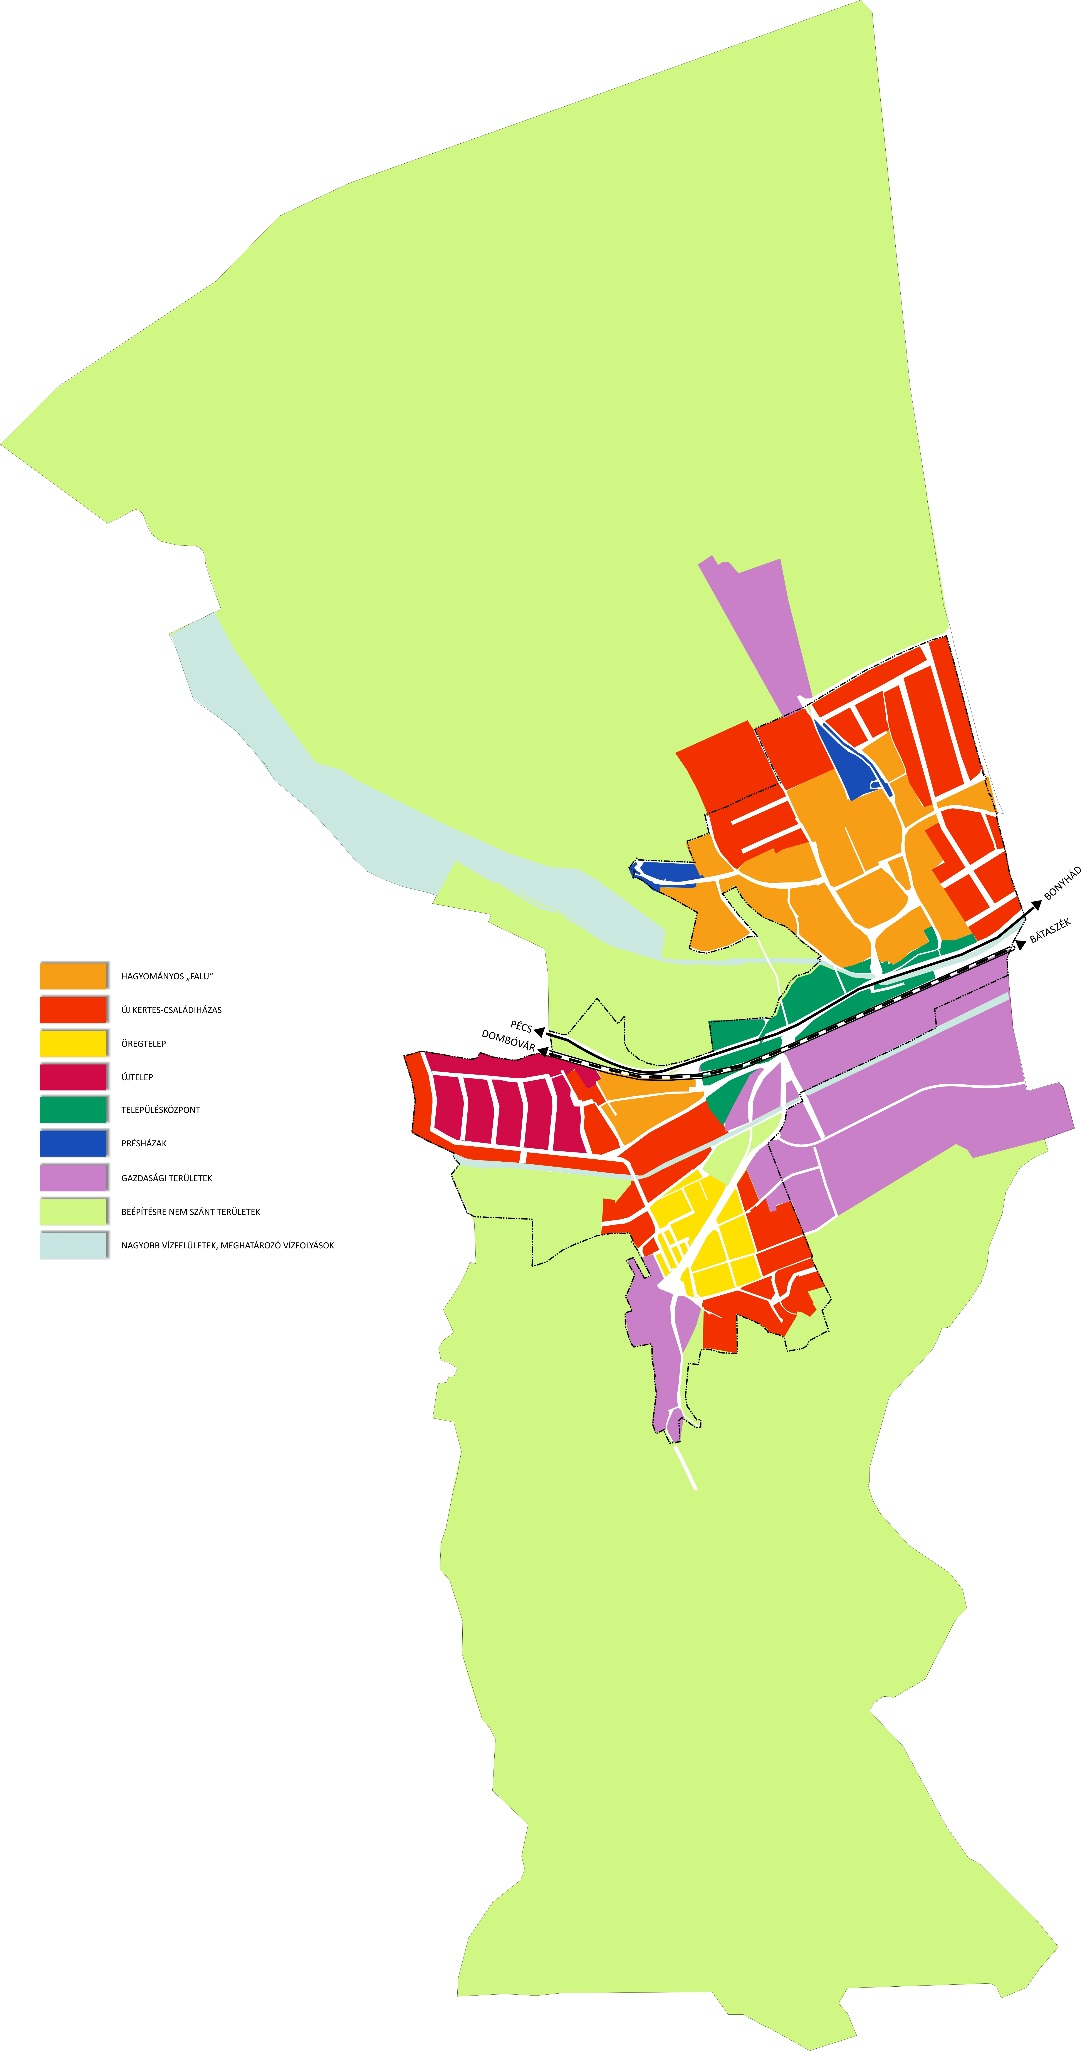 BONYHÁD
BÁTASZÉK
PÉCS
DOMBÓVÁR
HAGYOMÁNYOS „FALU”
ÚJ KERTES-CSALÁDIHÁZAS
ÖREGTELEP
ÚJTELEP
TELEPÜLÉSKÖZPONT
PRÉSHÁZAK
GAZDASÁGI TERÜLETEK
BEÉPÍTÉSRE NEM SZÁNT TERÜLETEK
NAGYOBB VÍZFELÜLETEK, MEGHATÁROZÓ VÍZFOLYÁSOK